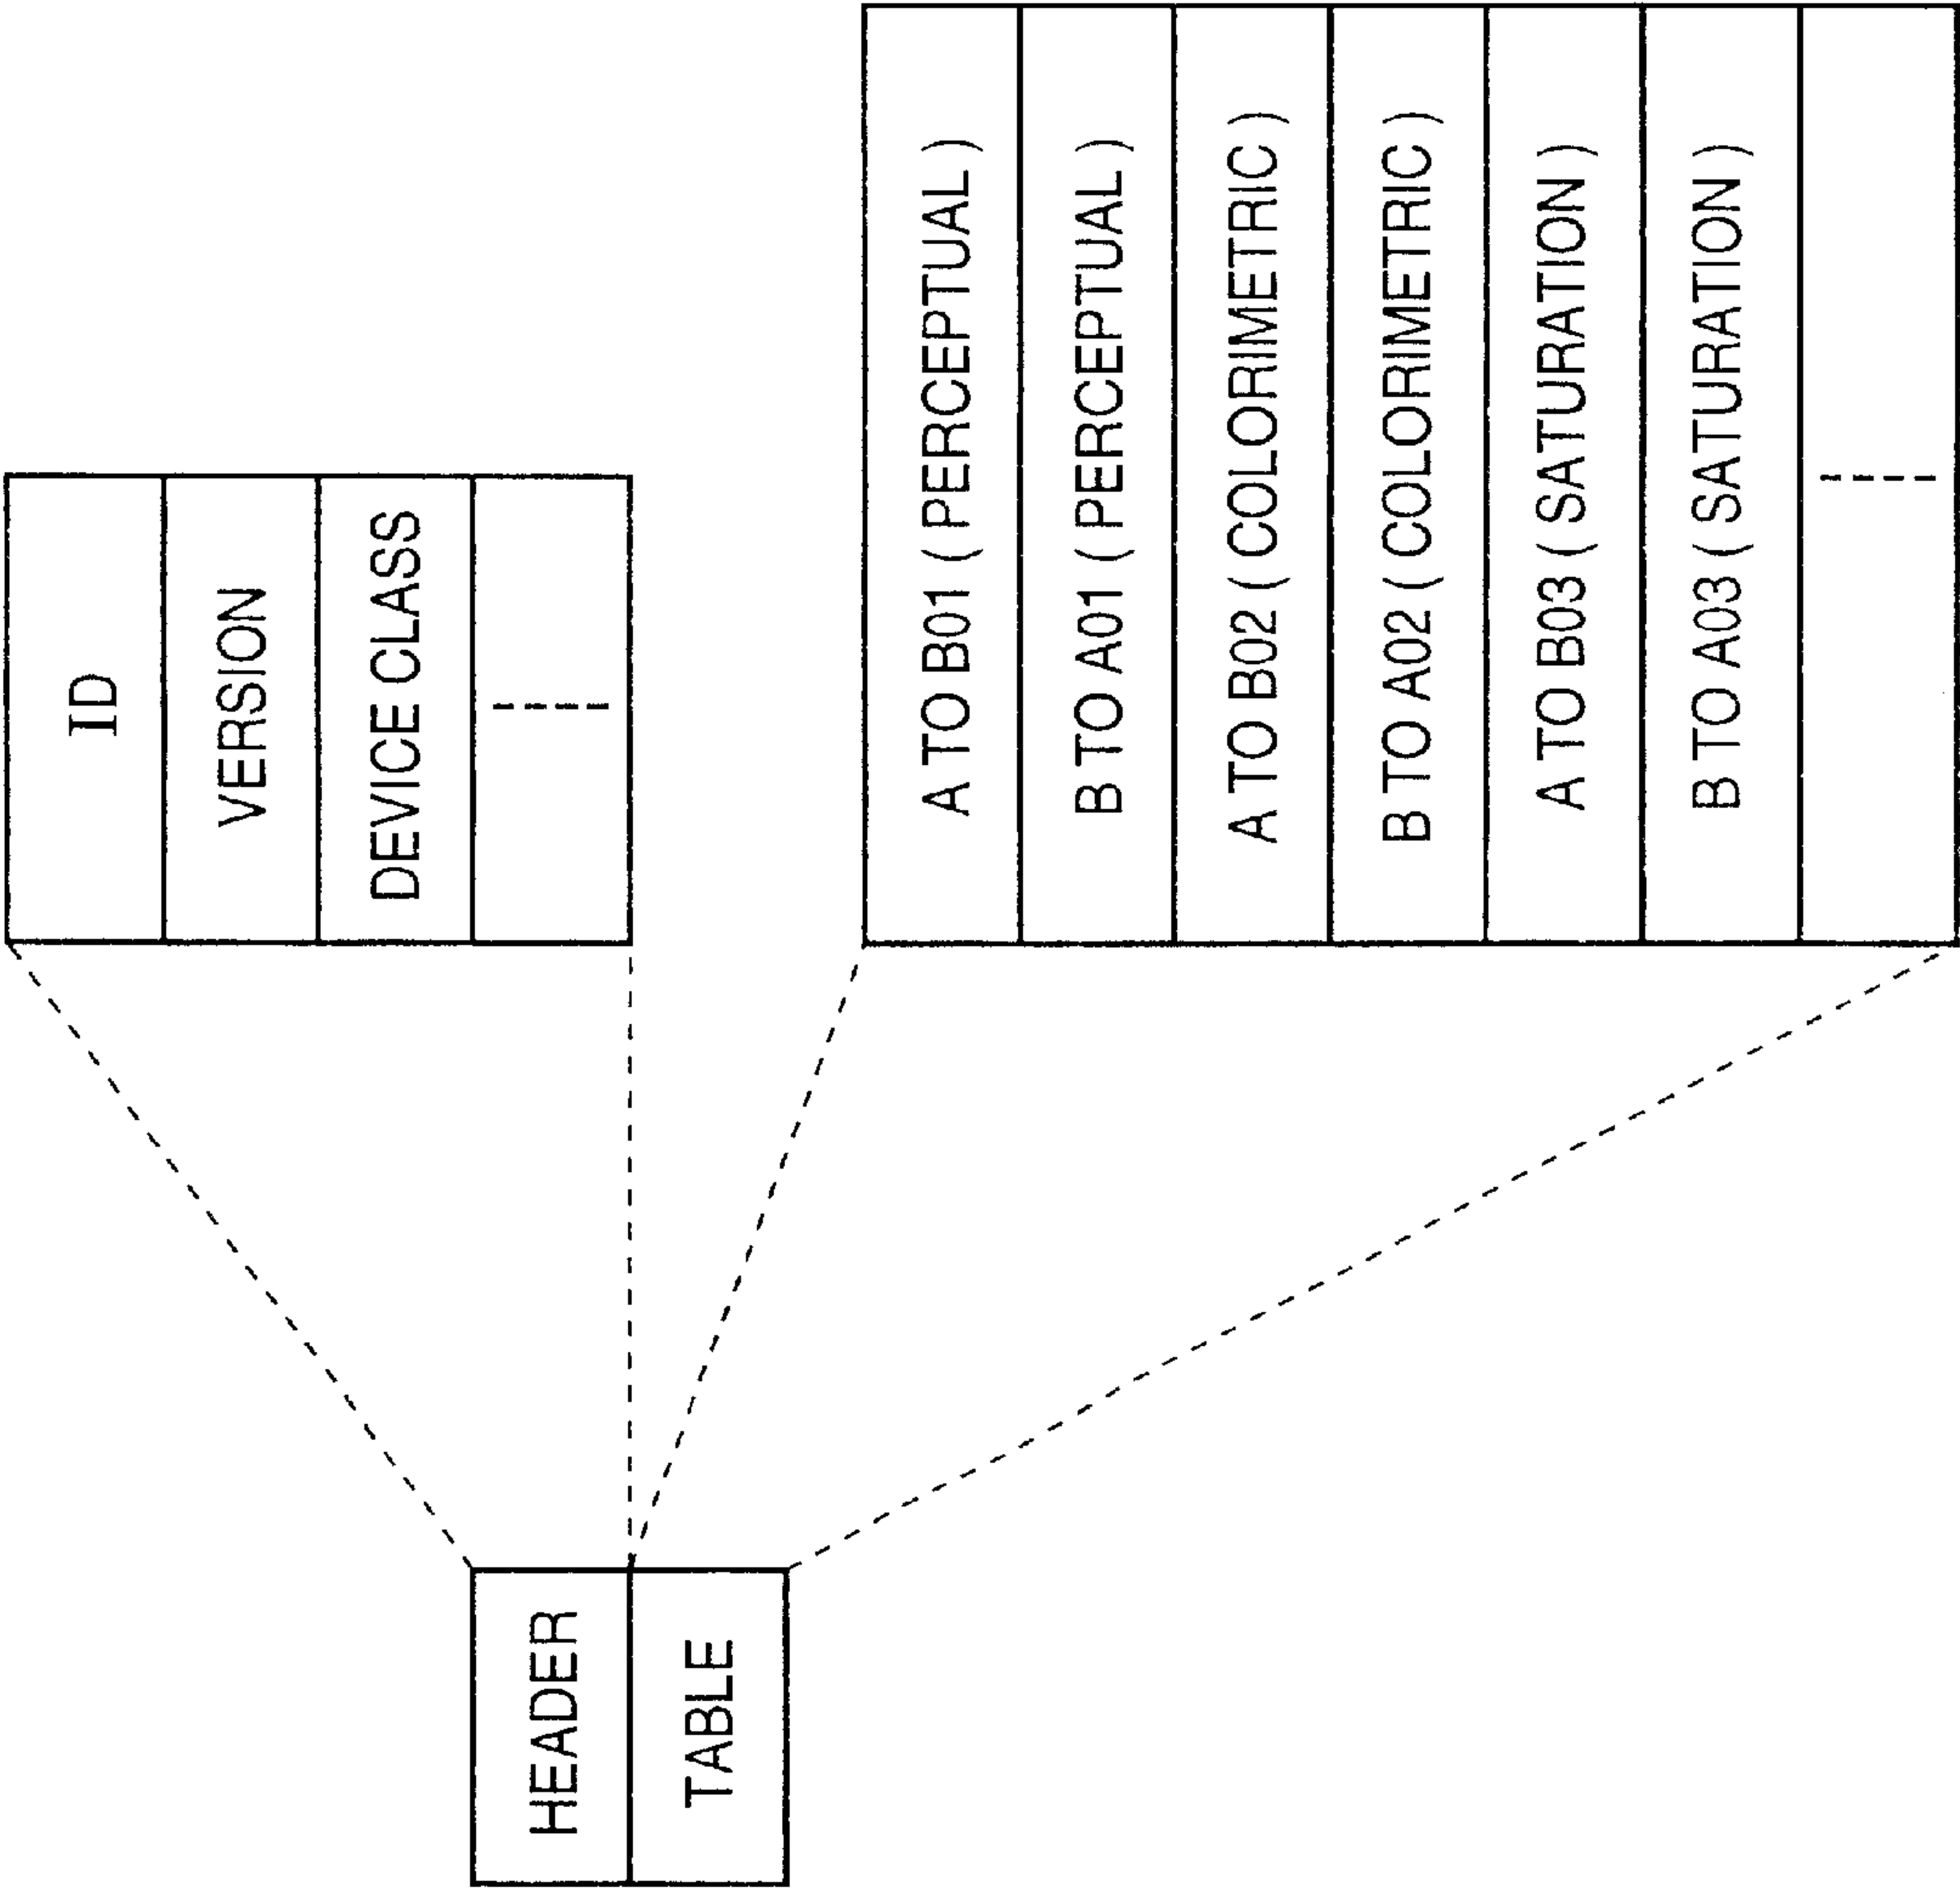 HEADER
TABLE
ID
VERSION
DEVICE CLASS
A TO B01 (PERCEPTUAL)
B TO A01 (PERCEPTUAL)
A TO B02 (COLORIMETRIC)
B TO A02 (COLORIMETRIC)
A TO B03 (SATURATION)
B TO A03 (SATURATION)